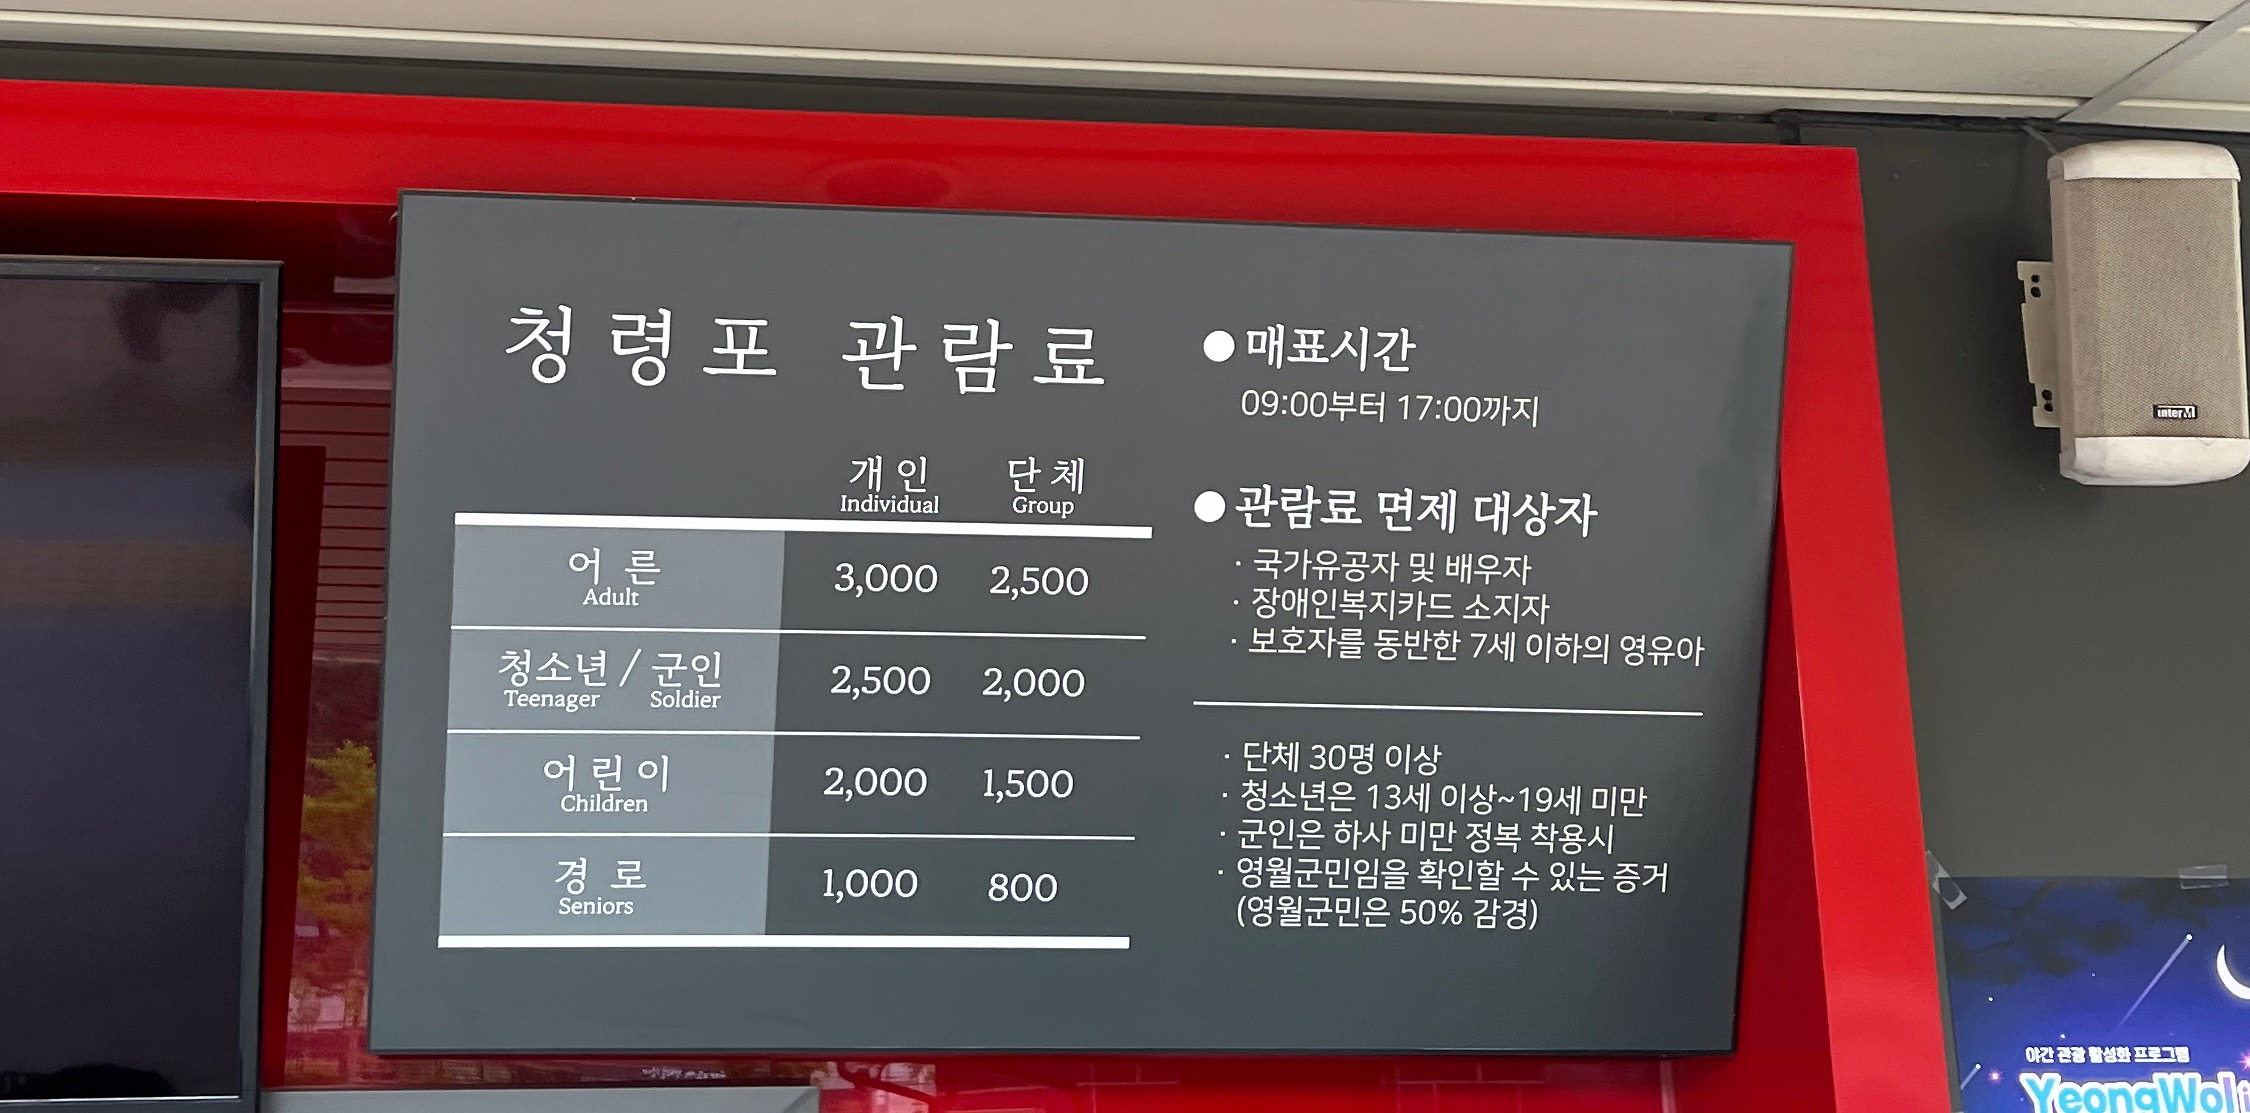 청령포 관람료
개인 단체
Individual Group
어른 3,000 2,500
Adult
청소년 / 군인 2,500 2,000
Teenager Soldier
어린이 2,000 1,500
Children
경로 1,000 800
Seniors
● 매표시간
09:00부터 17:00까지
● 관람료 면제 대상자
· 국가유공자 및 배우자
· 장애인복지카드 소지자
· 보호자를 동반한 7세 이하의 영유아
· 단체 30명 이상
· 청소년은 13세 이상~19세 미만
· 군인은 하사 미만 정복 착용시
· 영월군민임을 확인할 수 있는 증거
(영월군민은 50% 감경)
interM
야간 관광 활성화 프로그램
YeongWol